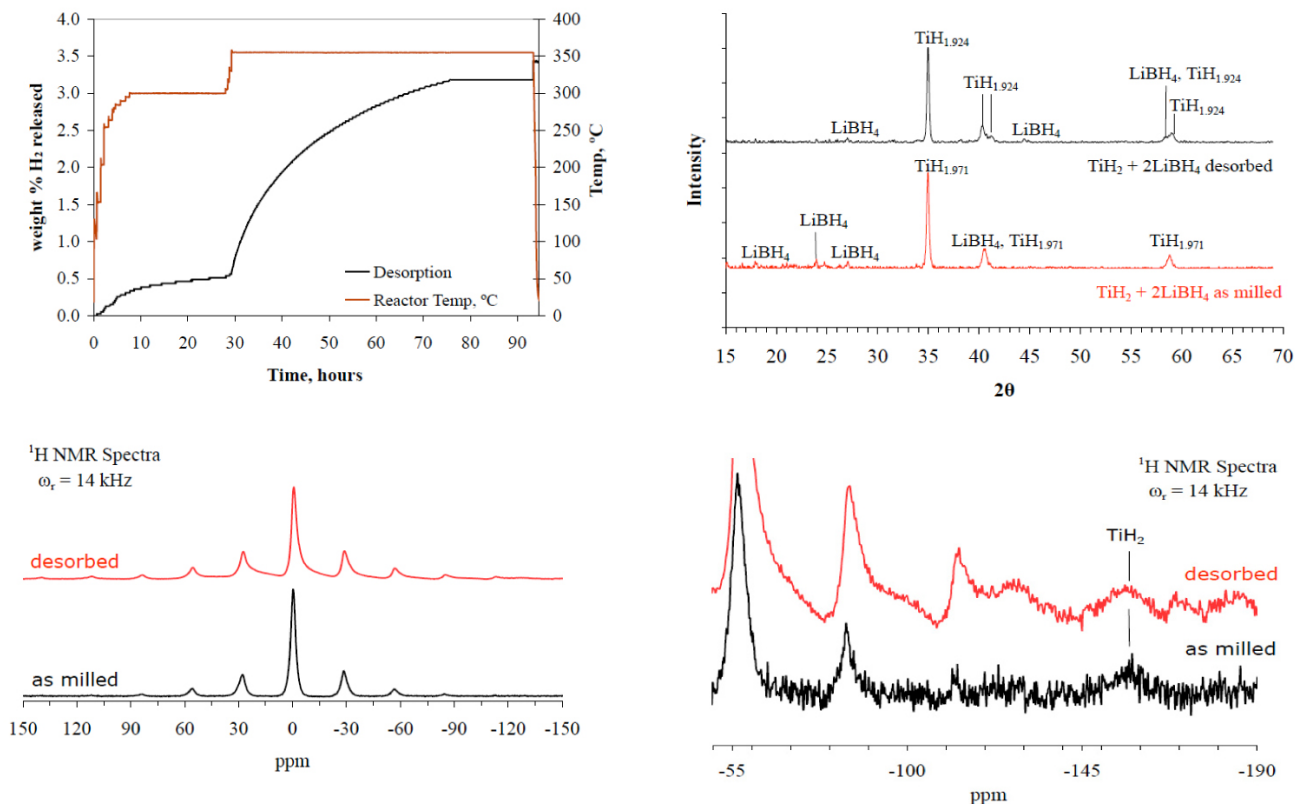 weight % H₂ released
4.0
3.5
3.0
2.5
2.0
1.5
1.0
0.5
0.0
400
350
300
250
200
150
100
50
0
Temp, ºC
Desorption
Reactor Temp, ºC
0 10 20 30 40 50 60 70 80 90
Time, hours
Intensity
TiH₁.₉₂₄
TiH₁.₉₂₄
LiBH₄, TiH₁.₉₂₄
TiH₁.₉₂₄
LiBH₄
LiBH₄
TiH₂ + 2LiBH₄ desorbed
TiH₁.₉₇₁
LiBH₄
LiBH₄, TiH₁.₉₇₁
TiH₁.₉₇₁
LiBH₄
LiBH₄
TiH₂ + 2LiBH₄ as milled
15 20 25 30 35 40 45 50 55 60 65 70
2θ
¹H NMR Spectra
ωᵣ = 14 kHz
desorbed
as milled
150 120 90 60 30 0 -30 -60 -90 -120 -150
ppm
¹H NMR Spectra
ωᵣ = 14 kHz
TiH₂
desorbed
as milled
-55 -100 -145 -190
ppm